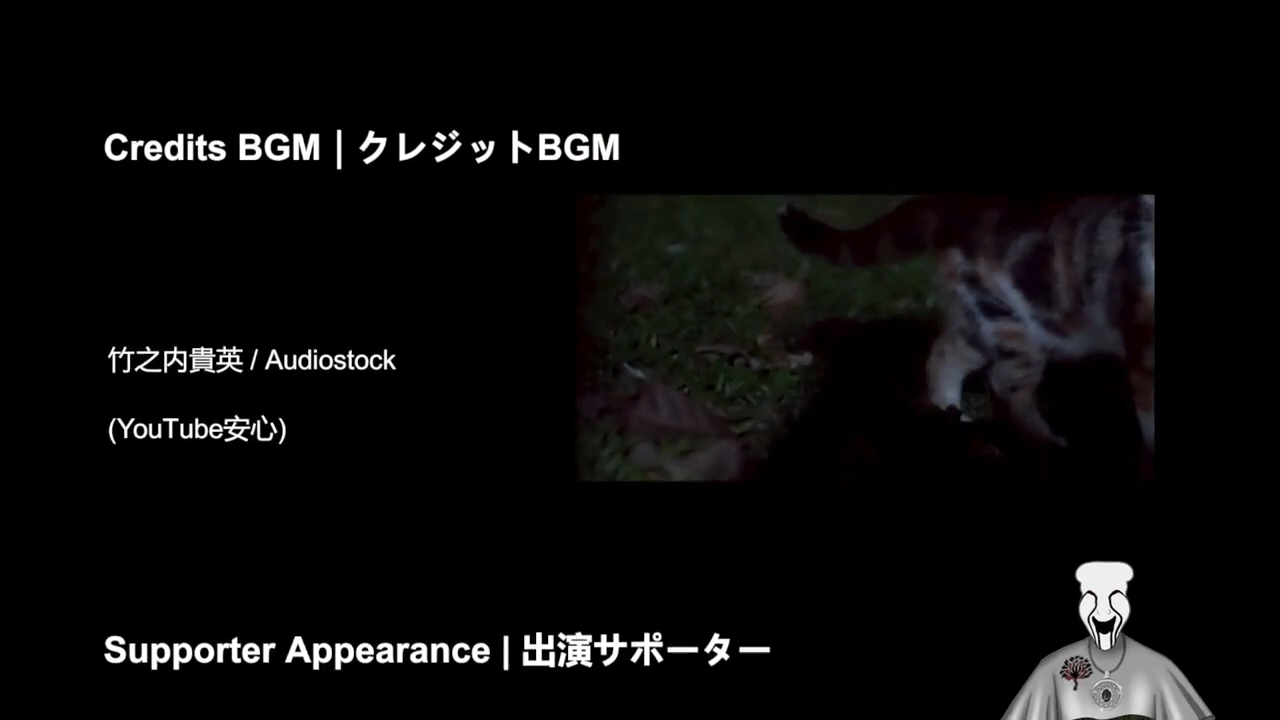 Credits BGM｜クレジットBGM
竹之内貴英 / Audiostock
(YouTube安心)
Supporter Appearance | 出演サポーター